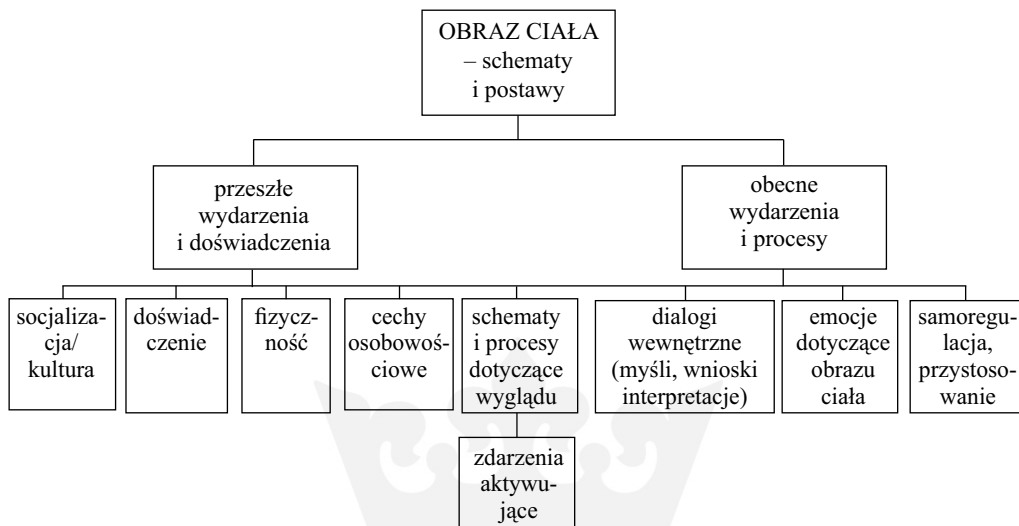 OBRAZ CIAŁA
– schematy
i postawy
przeszłe
wydarzenia
i doświadczenia
obecne
wydarzenia
i procesy
socjaliza-
cja/
kultura
doświad-
czenie
fizycz-
ność
cechy
osobowoś-
ciowe
schematy
i procesy
dotyczące
wyglądu
dialogi
wewnętrzne
(myśli, wnioski
interpretacje)
emocje
dotyczące
obrazu
ciała
samoregu-
lacja,
przystoso-
wanie
zdarzenia
aktywu-
jące